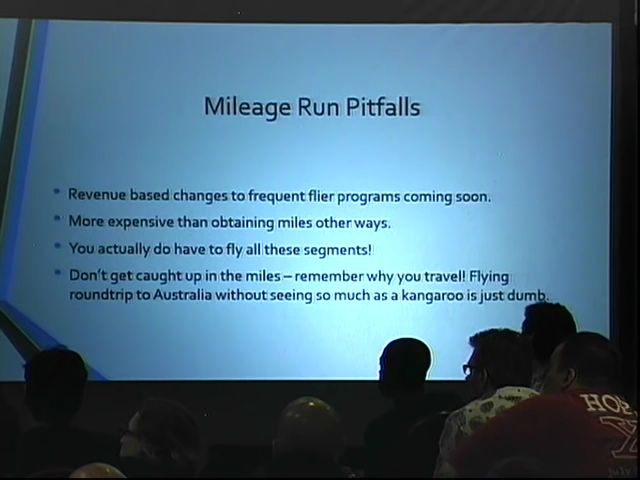 Mileage Run Pitfalls
Revenue based changes to frequent flier programs coming soon.
More expensive than obtaining miles other ways.
You actually do have to fly all these segments!
Don't get caught up in the miles – remember why you travel! Flying
roundtrip to Australia without seeing so much as a kangaroo is just dumb.
HOP
X